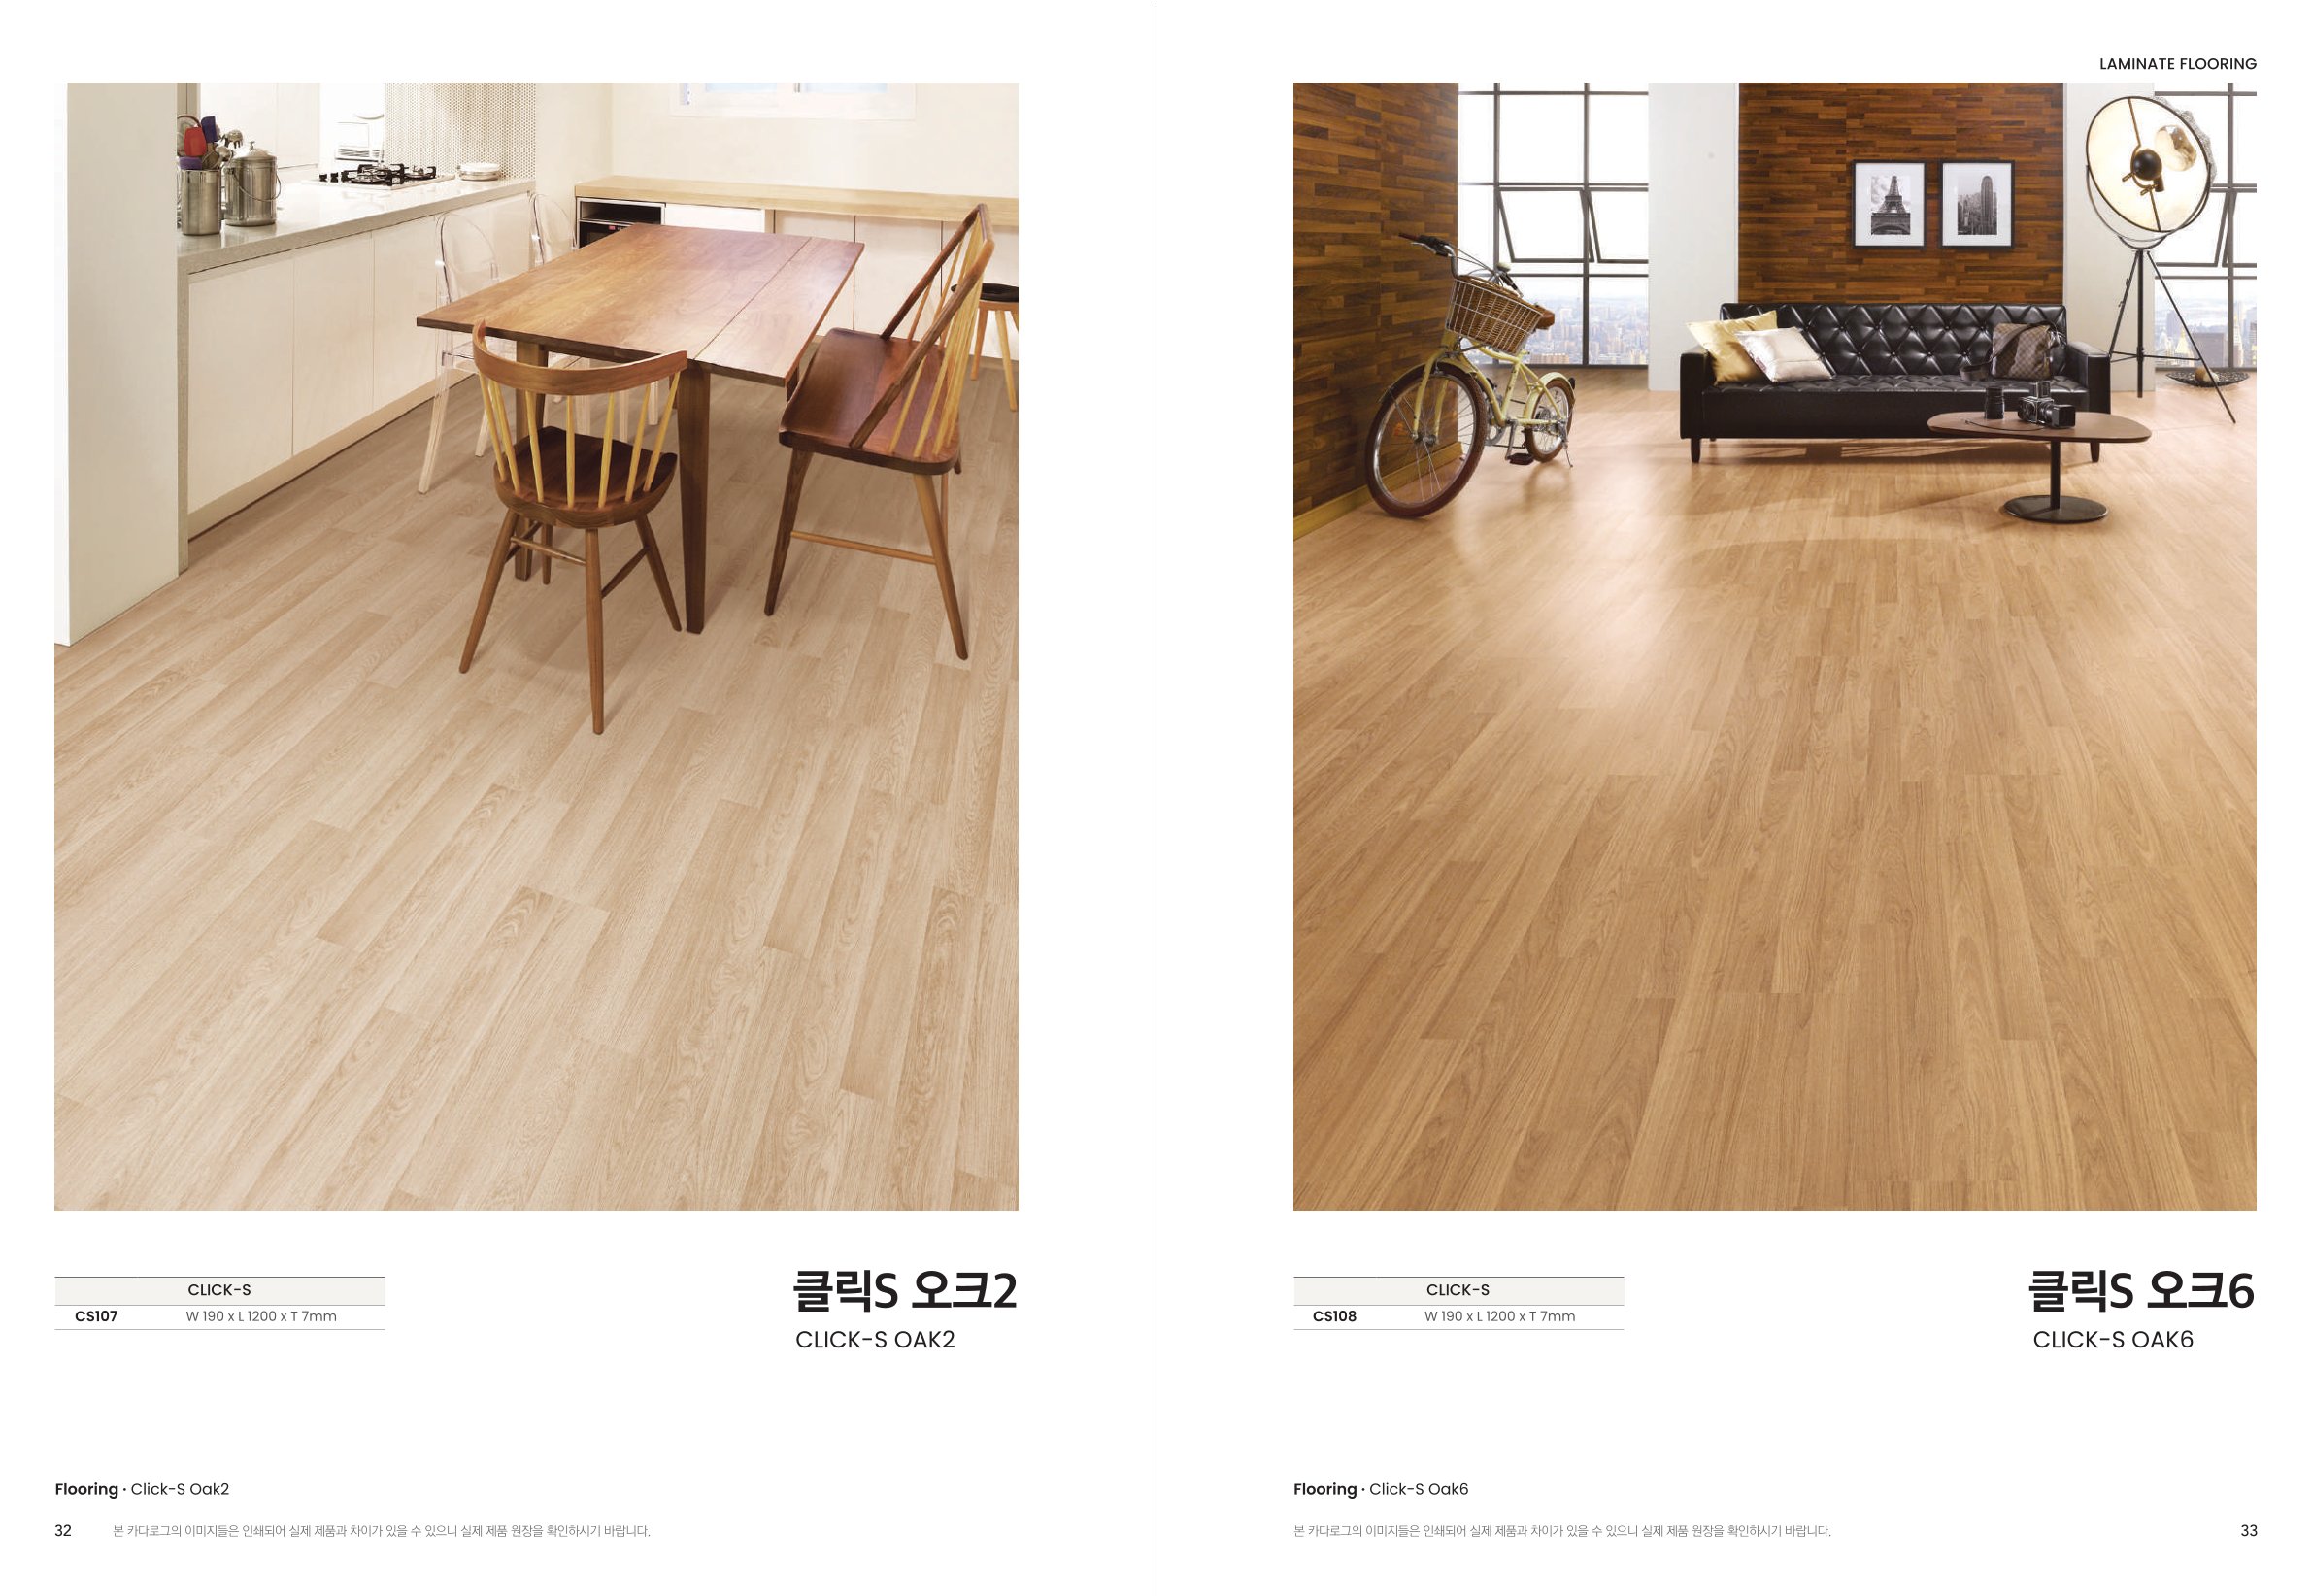 CLICK-S
CS107 W 190 x L 1200 x T 7mm
클릭S 오크2
CLICK-S OAK2
Flooring · Click-S Oak2
32 본 카다로그의 이미지들은 인쇄되어 실제 제품과 차이가 있을 수 있으니 실제 제품 원장을 확인하시기 바랍니다.
LAMINATE FLOORING
CLICK-S
CS108 W 190 x L 1200 x T 7mm
클릭S 오크6
CLICK-S OAK6
Flooring · Click-S Oak6
본 카다로그의 이미지들은 인쇄되어 실제 제품과 차이가 있을 수 있으니 실제 제품 원장을 확인하시기 바랍니다. 33